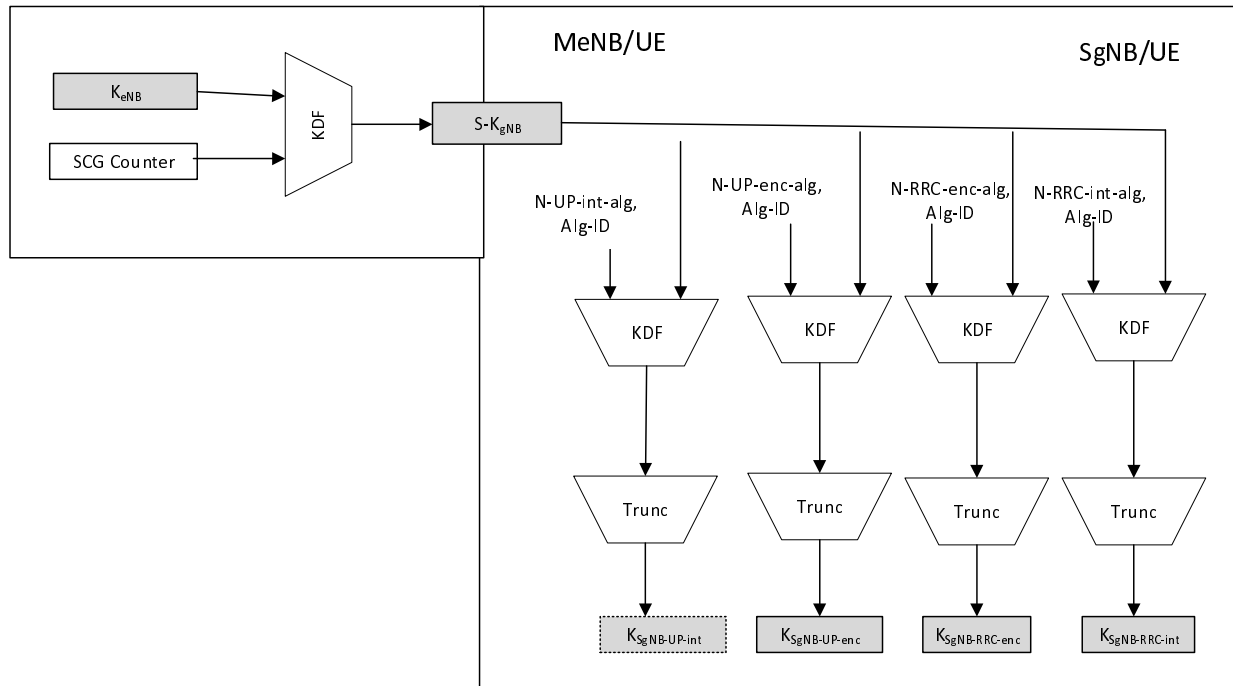 MeNB/UE
SgNB/UE
KeNB
KDF
S-KgNB
SCG Counter
N-UP-int-alg,
Alg-ID
N-UP-enc-alg,
Alg-ID
N-RRC-enc-alg,
Alg-ID
N-RRC-int-alg,
Alg-ID
KDF
KDF
KDF
KDF
Trunc
Trunc
Trunc
Trunc
KSgNB-UP-int
KSgNB-UP-enc
KSgNB-RRC-enc
KSgNB-RRC-int